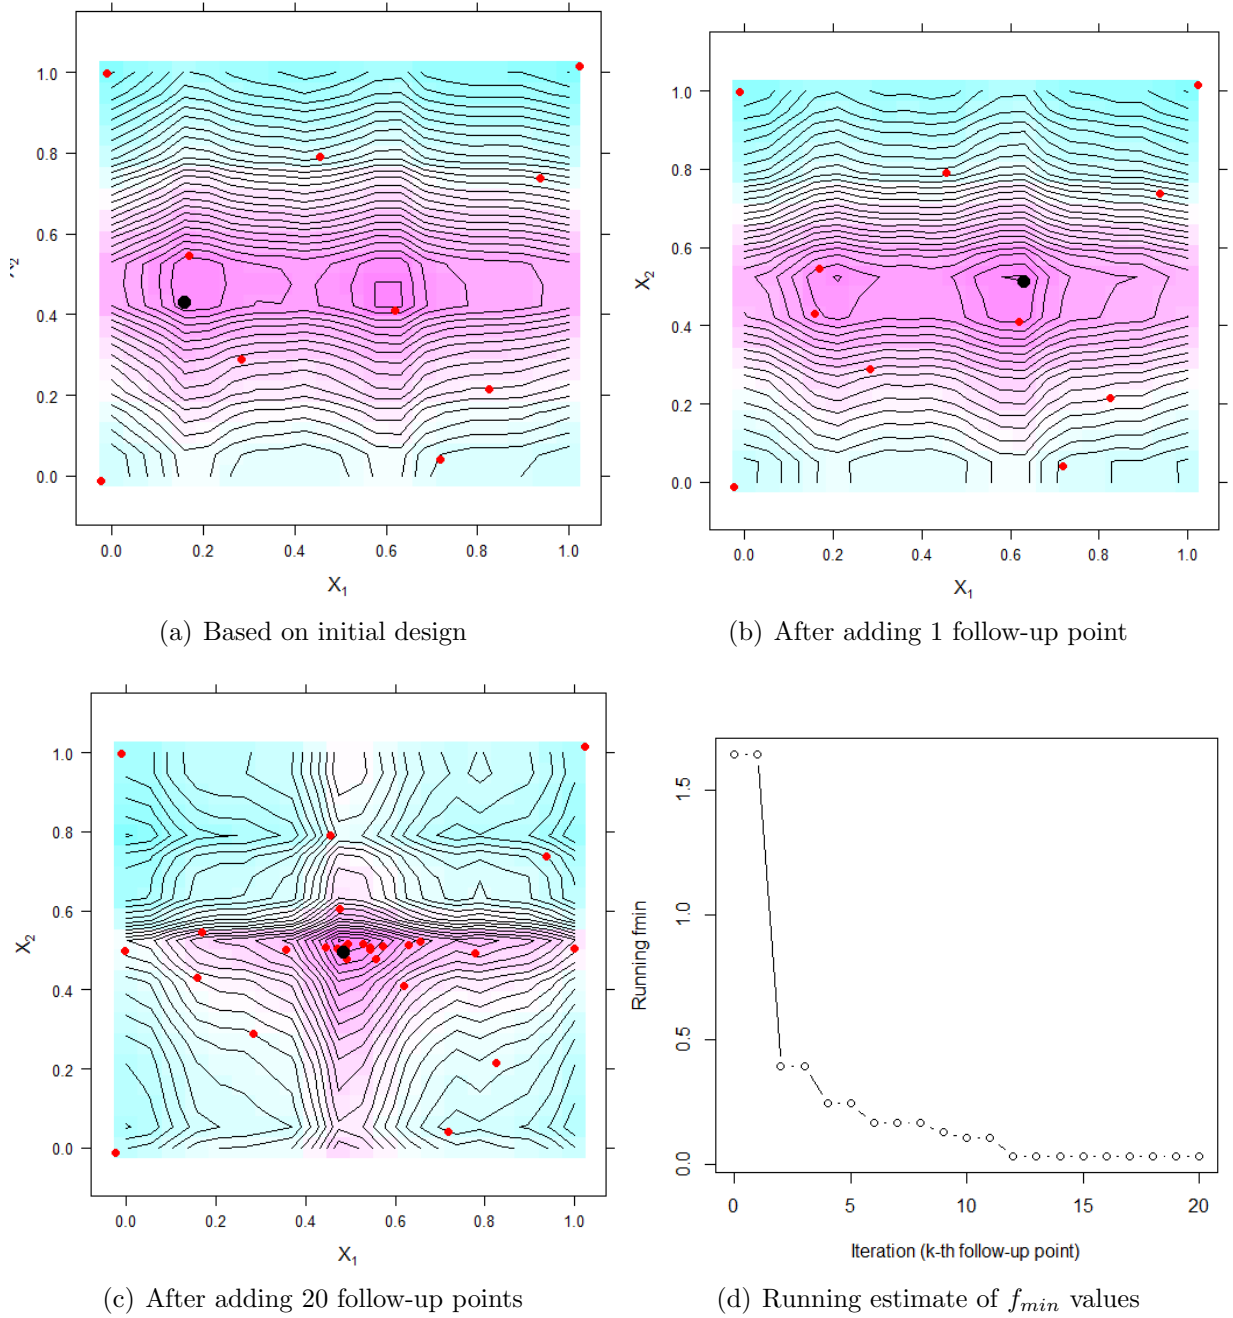 1.0
0.8
0.6
0.4
0.2
0.0
X2
0.0 0.2 0.4 0.6 0.8 1.0
X1
(a) Based on initial design
1.0
0.8
0.6
0.4
0.2
0.0
X2
0.0 0.2 0.4 0.6 0.8 1.0
X1
(b) After adding 1 follow-up point
1.0
0.8
0.6
0.4
0.2
0.0
X2
0.0 0.2 0.4 0.6 0.8 1.0
X1
(c) After adding 20 follow-up points
1.5
1.0
0.5
0.0
Running fmin
0 5 10 15 20
Iteration (k-th follow-up point)
(d) Running estimate of fmin values